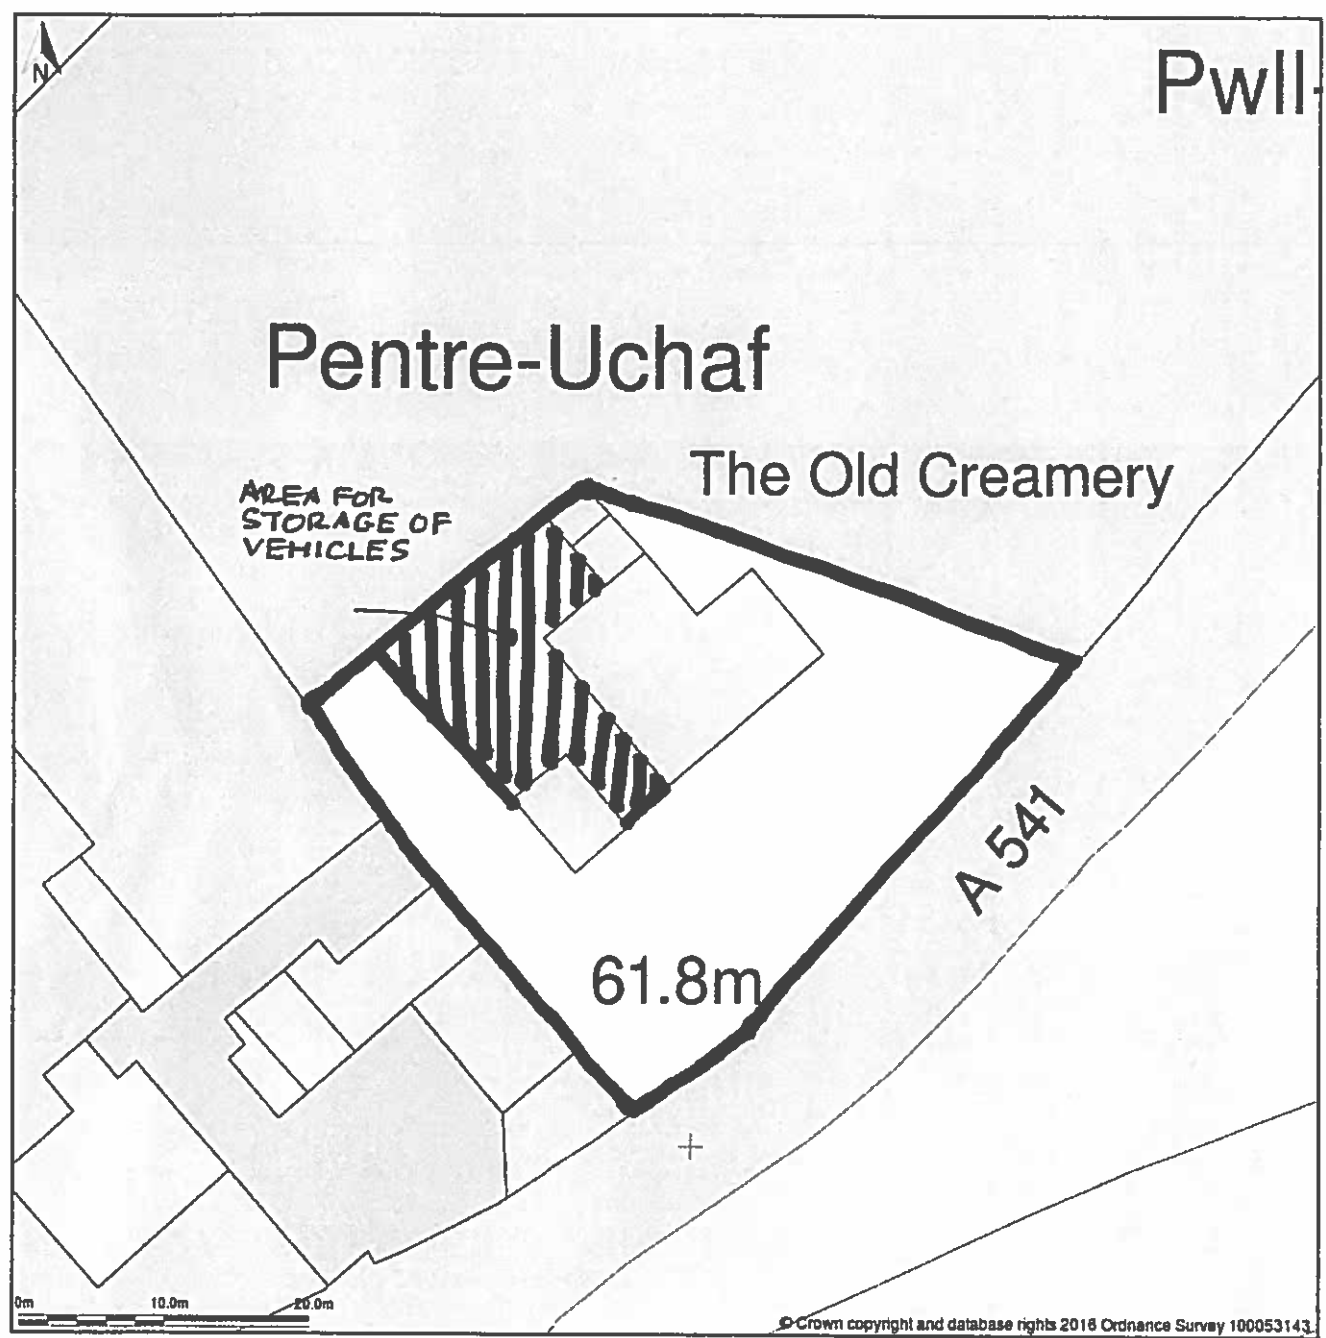 N
Pwll-
Pentre-Uchaf
The Old Creamery
AREA FOR
STORAGE OF
VEHICLES
A 541
61.8m
0m 10.0m 20.0m
© Crown copyright and database rights 2016 Ordnance Survey 100053143.